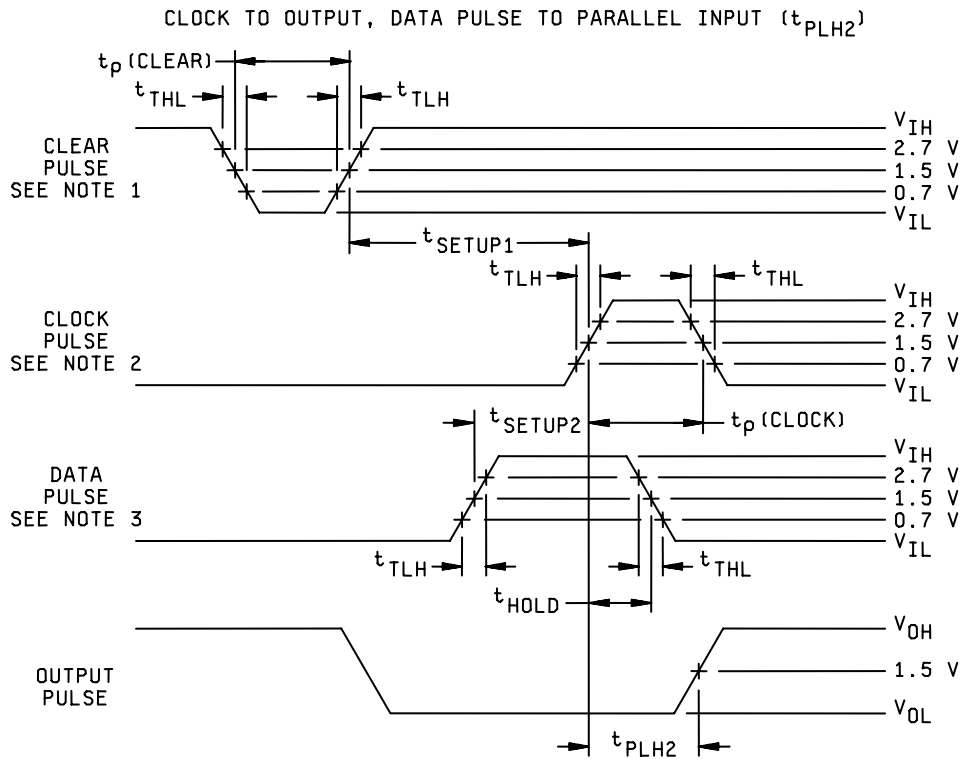 CLOCK TO OUTPUT, DATA PULSE TO PARALLEL INPUT (tPLH2)
tp(CLEAR)
tTHL
tTLH
CLEAR
PULSE
SEE NOTE 1
VIH
2.7 V
1.5 V
0.7 V
VIL
tSETUP1
tTLH
tTHL
CLOCK
PULSE
SEE NOTE 2
VIH
2.7 V
1.5 V
0.7 V
VIL
tSETUP2
tp(CLOCK)
DATA
PULSE
SEE NOTE 3
VIH
2.7 V
1.5 V
0.7 V
VIL
tTLH
tTHL
tHOLD
OUTPUT
PULSE
VOH
1.5 V
VOL
tPLH2